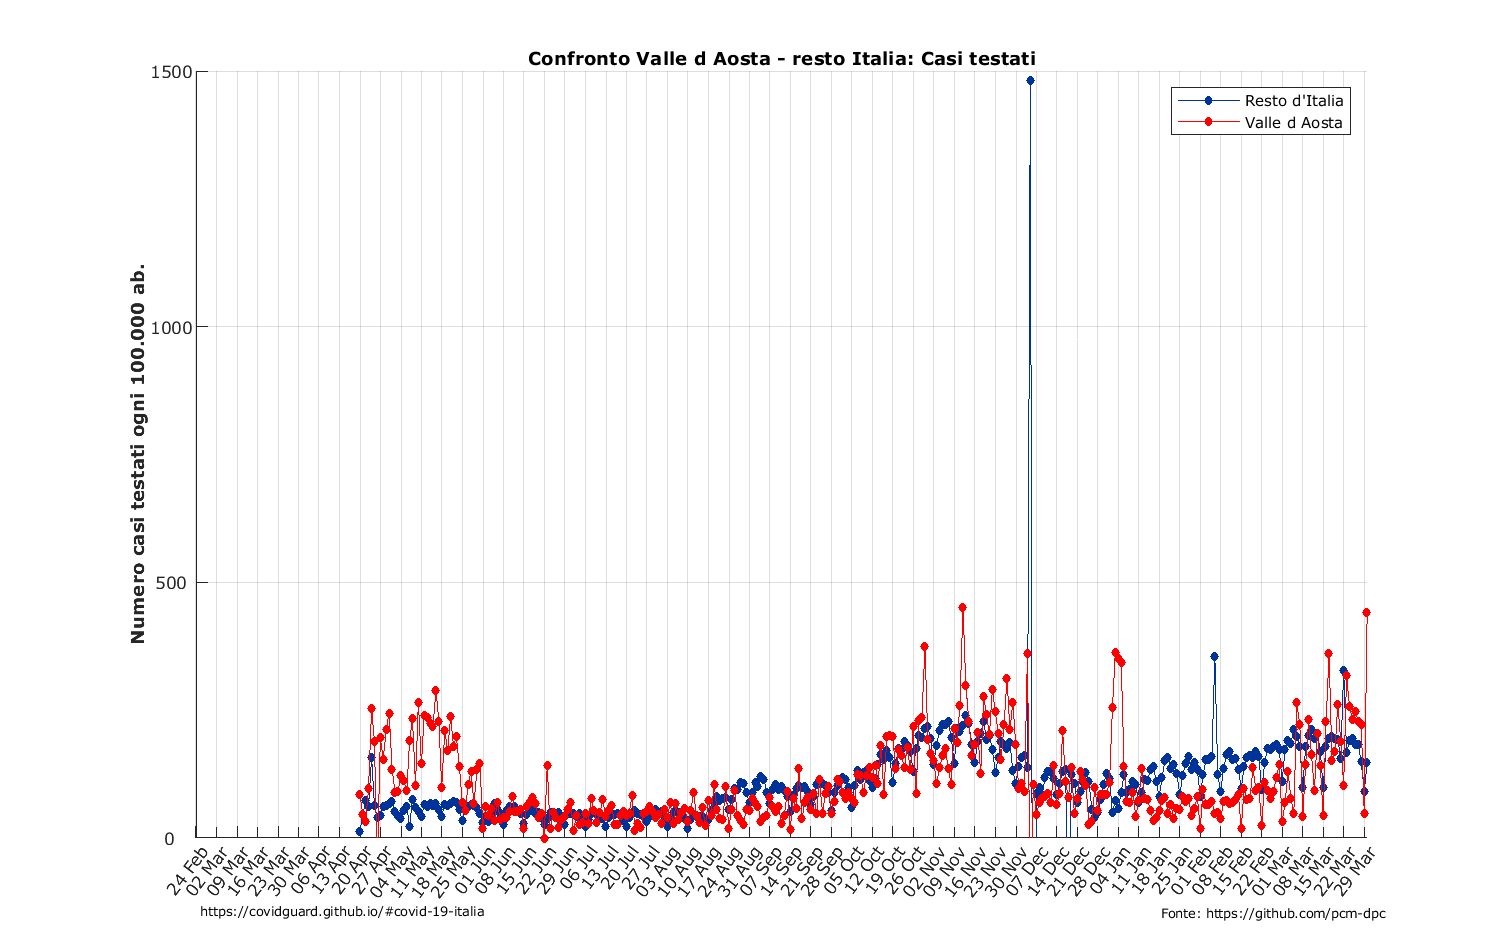 Confronto Valle d Aosta - resto Italia: Casi testati
Resto d'Italia
Valle d Aosta
Numero casi testati ogni 100.000 ab.
1500
1000
500
0
24 Feb
02 Mar
09 Mar
16 Mar
23 Mar
30 Mar
06 Apr
13 Apr
20 Apr
27 Apr
04 May
11 May
18 May
25 May
01 Jun
08 Jun
15 Jun
22 Jun
29 Jun
06 Jul
13 Jul
20 Jul
27 Jul
03 Aug
10 Aug
17 Aug
24 Aug
31 Aug
07 Sep
14 Sep
21 Sep
28 Sep
05 Oct
12 Oct
19 Oct
26 Oct
02 Nov
09 Nov
16 Nov
23 Nov
30 Nov
07 Dec
14 Dec
21 Dec
28 Dec
04 Jan
11 Jan
18 Jan
25 Jan
01 Feb
08 Feb
15 Feb
22 Feb
01 Mar
08 Mar
15 Mar
22 Mar
29 Mar
https://covidguard.github.io/#covid-19-italia
Fonte: https://github.com/pcm-dpc